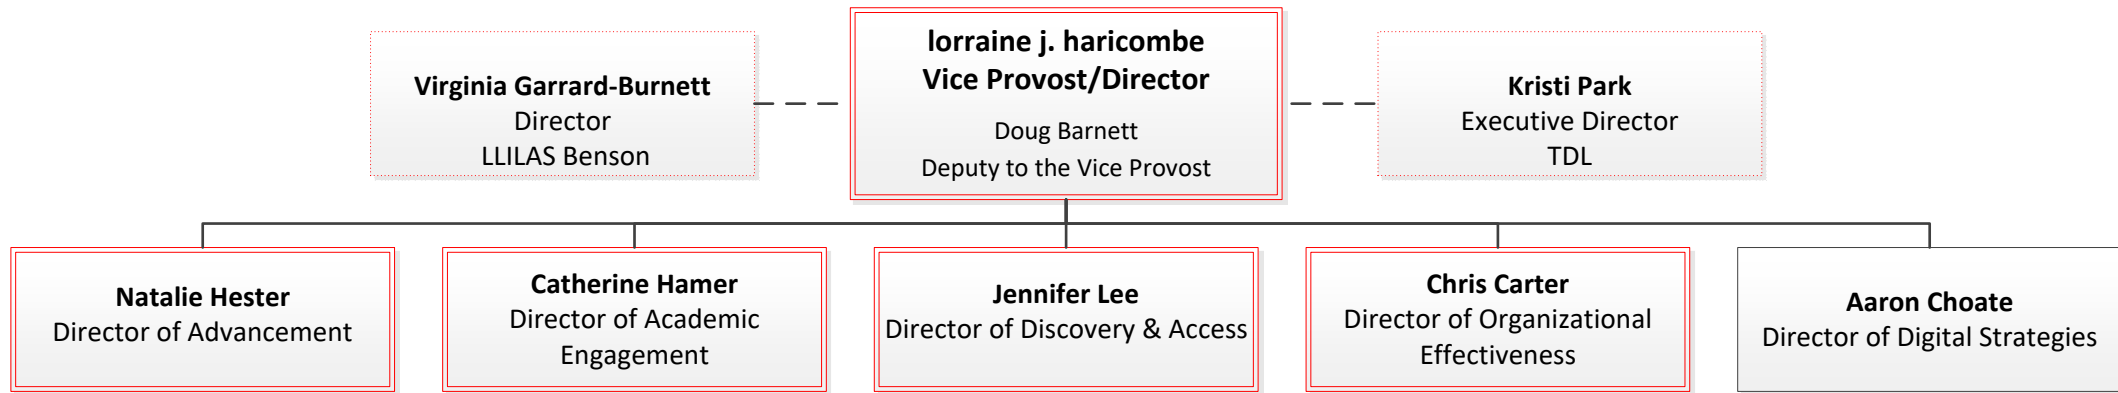 Virginia Garrard-Burnett
Director
LLILAS Benson
lorraine j. haricombe
Vice Provost/Director
Doug Barnett
Deputy to the Vice Provost
Kristi Park
Executive Director
TDL
Natalie Hester
Director of Advancement
Catherine Hamer
Director of Academic
Engagement
Jennifer Lee
Director of Discovery & Access
Chris Carter
Director of Organizational
Effectiveness
Aaron Choate
Director of Digital Strategies